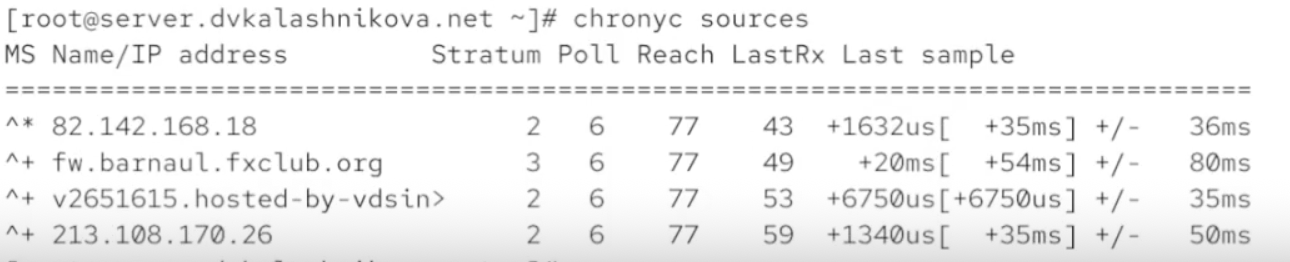 [root@server.dvkalashnikova.net ~]# chronyc sources
MS Name/IP address         Stratum Poll Reach LastRx Last sample
===============================================================================
^* 82.142.168.18                 2   6    77    43  +1632us[  +35ms] +/-   36ms
^+ fw.barnaul.fxclub.org         3   6    77    49    +20ms[  +54ms] +/-   80ms
^+ v2651615.hosted-by-vdsin>     2   6    77    53  +6750us[+6750us] +/-   35ms
^+ 213.108.170.26                2   6    77    59  +1340us[  +35ms] +/-   50ms